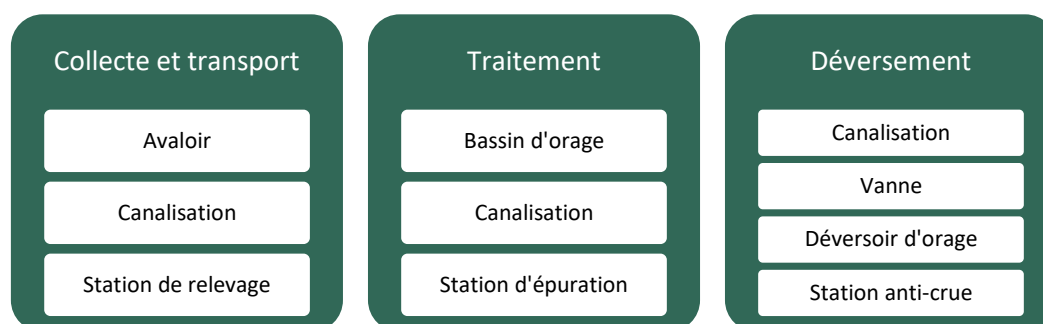 Collecte et transport
Avaloir
Canalisation
Station de relevage
Traitement
Bassin d'orage
Canalisation
Station d'épuration
Déversement
Canalisation
Vanne
Déversoir d'orage
Station anti-crue